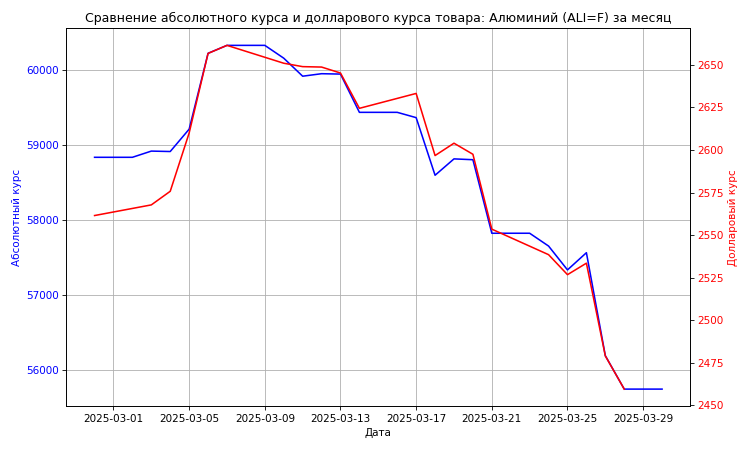 Сравнение абсолютного курса и долларового курса товара: Алюминий (ALI=F) за месяц
Абсолютный курс
60000
59000
58000
57000
56000
2650
2625
2600
2575
2550
2525
2500
2475
2450
Долларовый курс
2025-03-01 2025-03-05 2025-03-09 2025-03-13 2025-03-17 2025-03-21 2025-03-25 2025-03-29
Дата